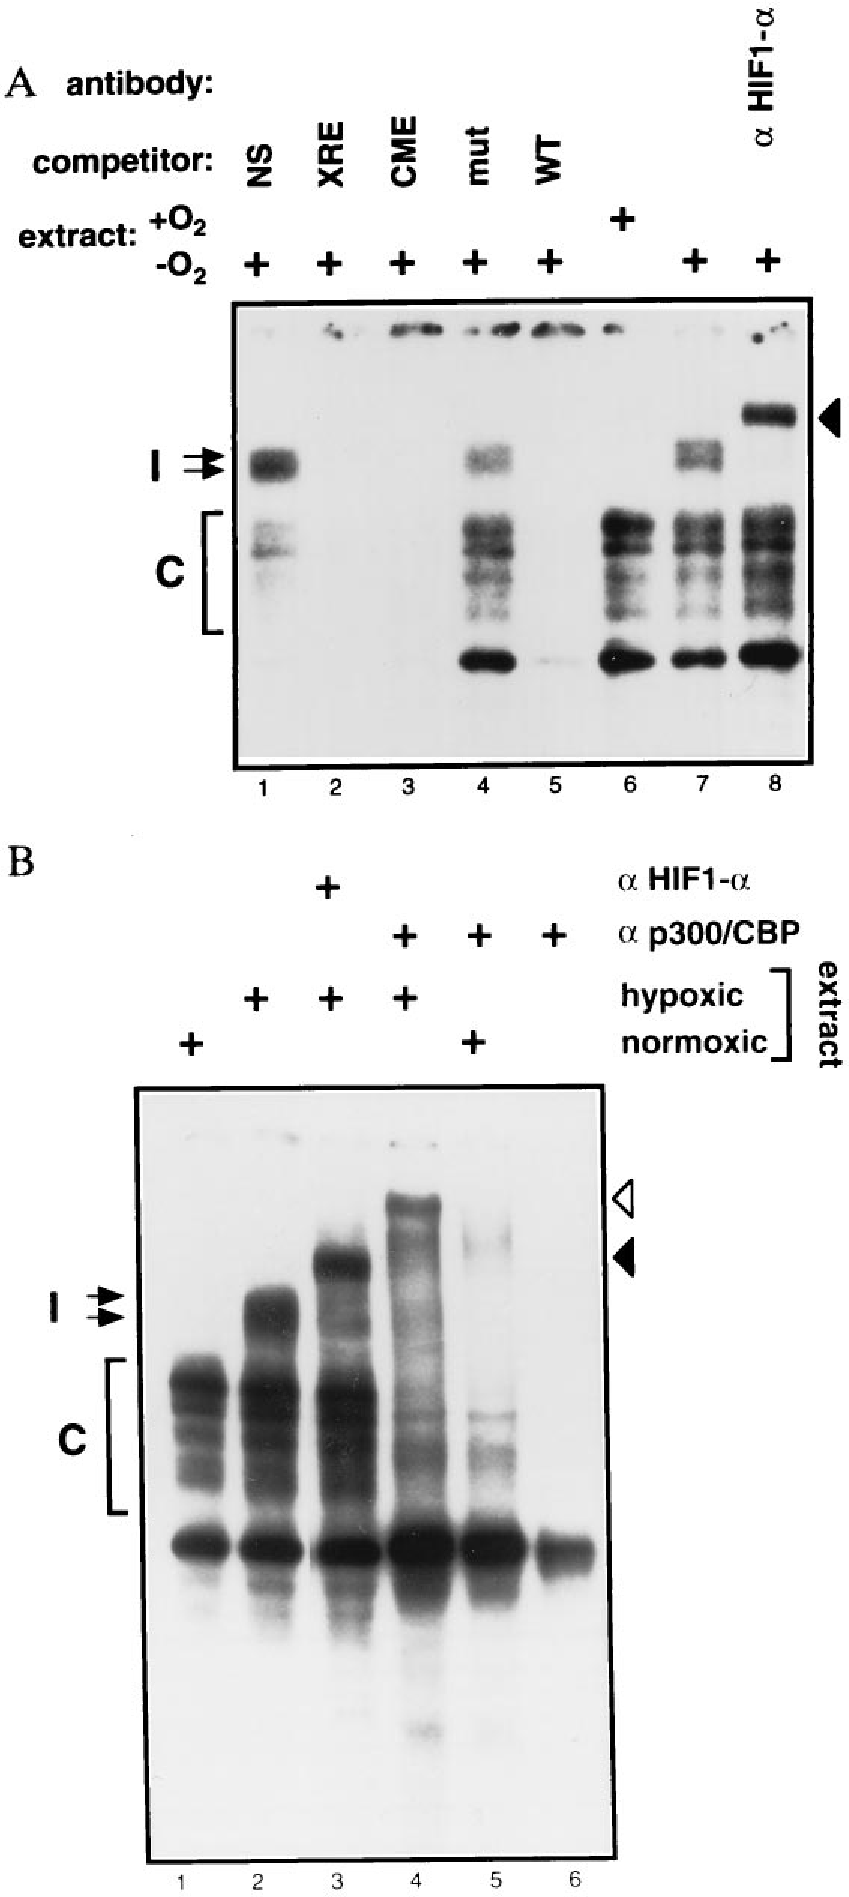 A antibody: α HIF1-α
competitor: NS XRE CME mut WT
extract: +O2 +
-O2 + + + + + + +
I
C
1 2 3 4 5 6 7 8
B
+ α HIF1-α
+ + + α p300/CBP
+ + + hypoxic
+ + normoxic
extract
I
C
1 2 3 4 5 6